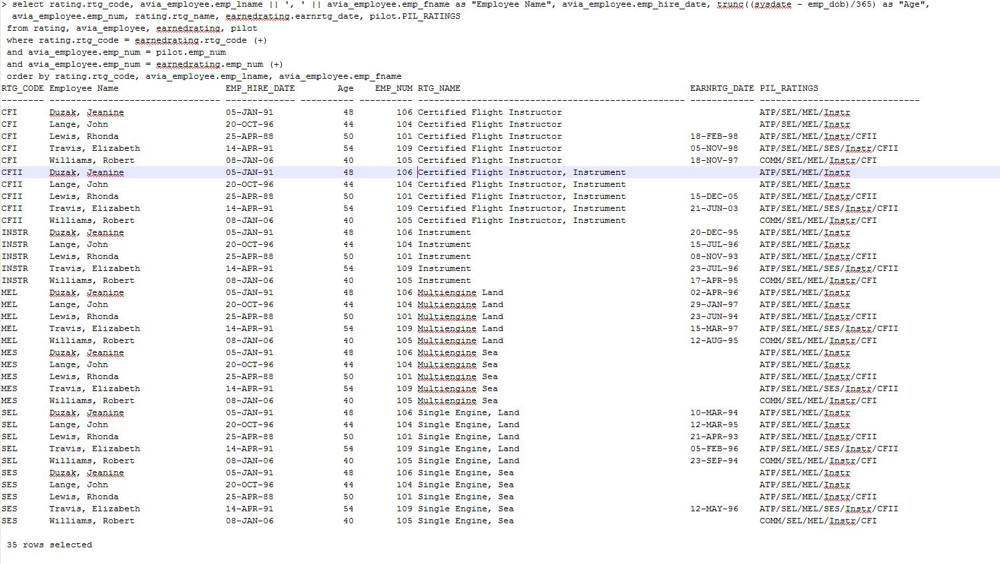 > select rating.rtg_code, avia_employee.emp_lname || ', ' || avia_employee.emp_fname as "Employee Name", avia_employee.emp_hire_date, trunc((sysdate - emp_dob)/365) as "Age",
avia_employee.emp_num, rating.rtg_name, earnedrating.earnrtg_date, pilot.PIL_RATINGS
from rating, avia_employee, earnedrating, pilot
where rating.rtg_code = earnedrating.rtg_code (+)
and avia_employee.emp_num = pilot.emp_num
and avia_employee.emp_num = earnedrating.emp_num (+)
order by rating.rtg_code, avia_employee.emp_lname, avia_employee.emp_fname
RTG_CODE Employee Name EMP_HIRE_DATE Age EMP_NUM RTG_NAME EARNRTG_DATE PIL_RATINGS
-------- -------------------------------- ------------- ---------- ---------- -------------------------------------------------- ------------ ------------------------------
CFI Duzak, Jeanine 05-JAN-91 48 106 Certified Flight Instructor ATP/SEL/MEL/Instr
CFI Lange, John 20-OCT-96 44 104 Certified Flight Instructor ATP/SEL/MEL/Instr
CFI Lewis, Rhonda 25-APR-88 50 101 Certified Flight Instructor 18-FEB-98 ATP/SEL/MEL/Instr/CFII
CFI Travis, Elizabeth 14-APR-91 54 109 Certified Flight Instructor 05-NOV-98 ATP/SEL/MEL/SES/Instr/CFII
CFI Williams, Robert 08-JAN-06 40 105 Certified Flight Instructor 18-NOV-97 COMM/SEL/MEL/Instr/CFI
CFII Duzak, Jeanine 05-JAN-91 48 106 Certified Flight Instructor, Instrument ATP/SEL/MEL/Instr
CFII Lange, John 20-OCT-96 44 104 Certified Flight Instructor, Instrument ATP/SEL/MEL/Instr
CFII Lewis, Rhonda 25-APR-88 50 101 Certified Flight Instructor, Instrument 15-DEC-05 ATP/SEL/MEL/Instr/CFII
CFII Travis, Elizabeth 14-APR-91 54 109 Certified Flight Instructor, Instrument 21-JUN-03 ATP/SEL/MEL/SES/Instr/CFII
CFII Williams, Robert 08-JAN-06 40 105 Certified Flight Instructor, Instrument COMM/SEL/MEL/Instr/CFI
INSTR Duzak, Jeanine 05-JAN-91 48 106 Instrument 20-DEC-95 ATP/SEL/MEL/Instr
INSTR Lange, John 20-OCT-96 44 104 Instrument 15-JUL-96 ATP/SEL/MEL/Instr
INSTR Lewis, Rhonda 25-APR-88 50 101 Instrument 08-NOV-93 ATP/SEL/MEL/Instr/CFII
INSTR Travis, Elizabeth 14-APR-91 54 109 Instrument 23-JUL-96 ATP/SEL/MEL/SES/Instr/CFII
INSTR Williams, Robert 08-JAN-06 40 105 Instrument 17-APR-95 COMM/SEL/MEL/Instr/CFI
MEL Duzak, Jeanine 05-JAN-91 48 106 Multiengine Land 02-APR-96 ATP/SEL/MEL/Instr
MEL Lange, John 20-OCT-96 44 104 Multiengine Land 29-JAN-97 ATP/SEL/MEL/Instr
MEL Lewis, Rhonda 25-APR-88 50 101 Multiengine Land 23-JUN-94 ATP/SEL/MEL/Instr/CFII
MEL Travis, Elizabeth 14-APR-91 54 109 Multiengine Land 15-MAR-97 ATP/SEL/MEL/SES/Instr/CFII
MEL Williams, Robert 08-JAN-06 40 105 Multiengine Land 12-AUG-95 COMM/SEL/MEL/Instr/CFI
MES Duzak, Jeanine 05-JAN-91 48 106 Multiengine Sea ATP/SEL/MEL/Instr
MES Lange, John 20-OCT-96 44 104 Multiengine Sea ATP/SEL/MEL/Instr
MES Lewis, Rhonda 25-APR-88 50 101 Multiengine Sea ATP/SEL/MEL/Instr/CFII
MES Travis, Elizabeth 14-APR-91 54 109 Multiengine Sea ATP/SEL/MEL/SES/Instr/CFII
MES Williams, Robert 08-JAN-06 40 105 Multiengine Sea COMM/SEL/MEL/Instr/CFI
SEL Duzak, Jeanine 05-JAN-91 48 106 Single Engine, Land 10-MAR-94 ATP/SEL/MEL/Instr
SEL Lange, John 20-OCT-96 44 104 Single Engine, Land 12-MAR-95 ATP/SEL/MEL/Instr
SEL Lewis, Rhonda 25-APR-88 50 101 Single Engine, Land 21-APR-93 ATP/SEL/MEL/Instr/CFII
SEL Travis, Elizabeth 14-APR-91 54 109 Single Engine, Land 05-FEB-96 ATP/SEL/MEL/SES/Instr/CFII
SEL Williams, Robert 08-JAN-06 40 105 Single Engine, Land 23-SEP-94 COMM/SEL/MEL/Instr/CFI
SES Duzak, Jeanine 05-JAN-91 48 106 Single Engine, Sea ATP/SEL/MEL/Instr
SES Lange, John 20-OCT-96 44 104 Single Engine, Sea ATP/SEL/MEL/Instr
SES Lewis, Rhonda 25-APR-88 50 101 Single Engine, Sea ATP/SEL/MEL/Instr/CFII
SES Travis, Elizabeth 14-APR-91 54 109 Single Engine, Sea 12-MAY-96 ATP/SEL/MEL/SES/Instr/CFII
SES Williams, Robert 08-JAN-06 40 105 Single Engine, Sea COMM/SEL/MEL/Instr/CFI
35 rows selected